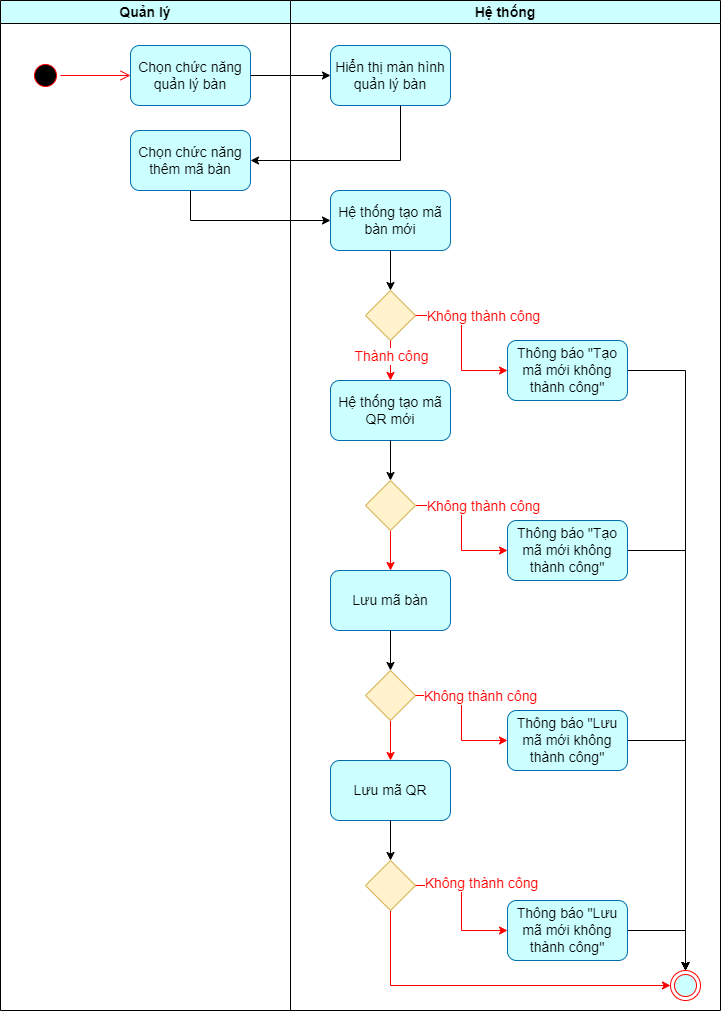 Quản lý
Hệ thống
Chọn chức năng
quản lý bàn
Hiển thị màn hình
quản lý bàn
Chọn chức năng
thêm mã bàn
Hệ thống tạo mã
bàn mới
Không thành công
Thành công
Thông báo "Tạo
mã mới không
thành công"
Hệ thống tạo mã
QR mới
Không thành công
Thông báo "Tạo
mã mới không
thành công"
Lưu mã bàn
Không thành công
Thông báo "Lưu
mã mới không
thành công"
Lưu mã QR
Không thành công
Thông báo "Lưu
mã mới không
thành công"